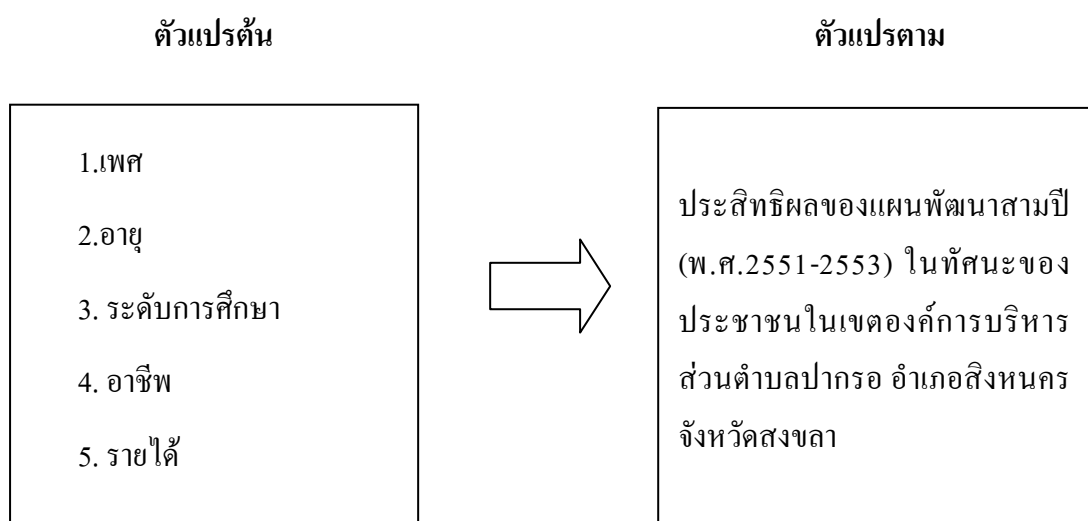 ตัวแปรต้น
ตัวแปรตาม
1.เพศ
2.อายุ
3. ระดับการศึกษา
4. อาชีพ
5. รายได้
ประสิทธิผลของแผนพัฒนาสามปี
(พ.ศ.2551-2553) ในทัศนะของ
ประชาชนในเขตองค์การบริหาร
ส่วนตำบลปากรอ อำเภอสิงหนคร
จังหวัดสงขลา